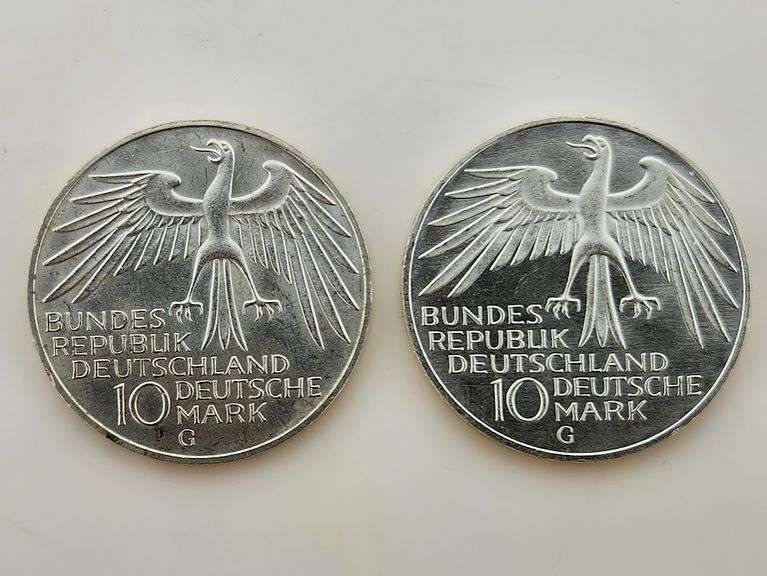 BUNDES
REPUBLIK
DEUTSCHLAND
10 DEUTSCHE
MARK
G
BUNDES
REPUBLIK
DEUTSCHLAND
10 DEUTSCHE
MARK
G